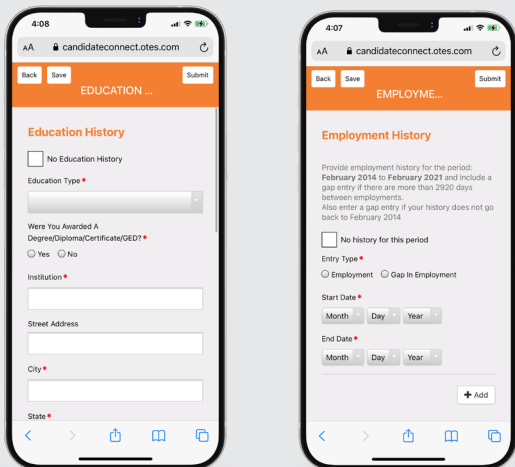 4:08
AA candidateconnect.otes.com
Back Save Submit
EDUCATION ...
Education History
No Education History
Education Type *
Were You Awarded A
Degree/Diploma/Certificate/GED? *
Yes No
Institution *
Street Address
City *
State *
4:07
AA candidateconnect.otes.com
Back Save Submit
EMPLOYME...
Employment History
Provide employment history for the period:
February 2014 to February 2021 and include a
gap entry if there are more than 2920 days
between employments.
Also enter a gap entry if your history does not go
back to February 2014
No history for this period
Entry Type *
Employment Gap In Employment
Start Date *
Month Day Year
End Date *
Month Day Year
+ Add